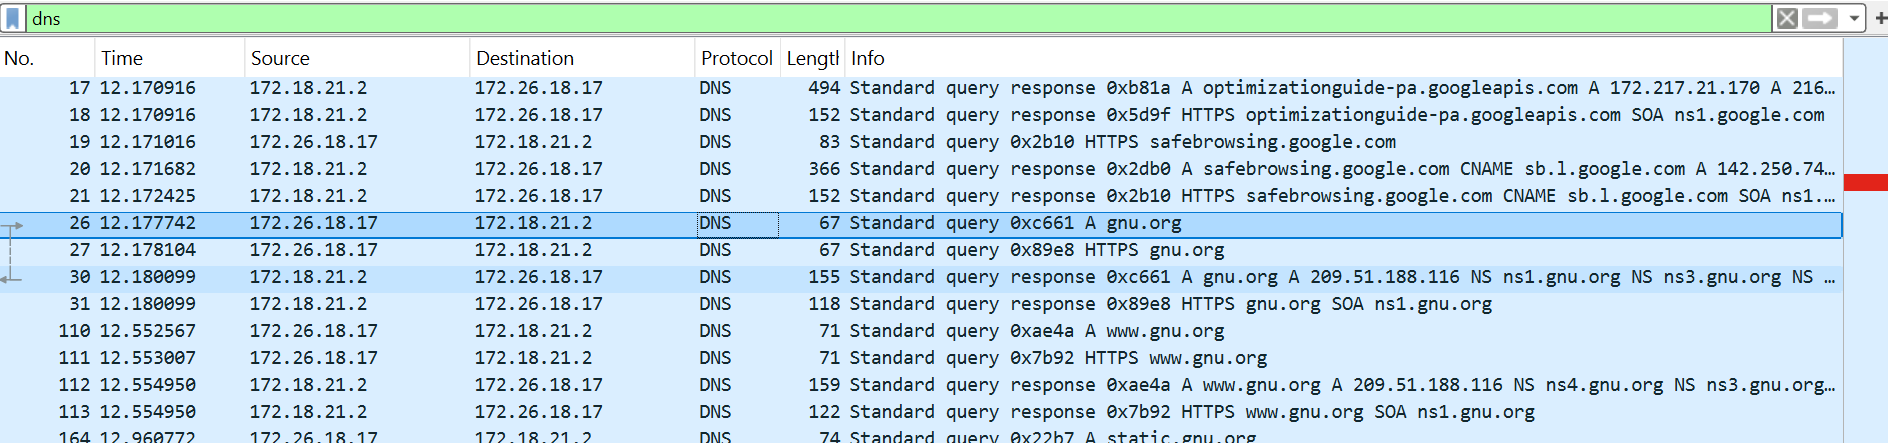 dns
No. Time Source Destination Protocol Length Info
17 12.170916 172.18.21.2 172.26.18.17 DNS 494 Standard query response 0xb81a A optimizationguide-pa.googleapis.com A 172.217.21.170 A 216…
18 12.170916 172.18.21.2 172.26.18.17 DNS 152 Standard query response 0x5d9f HTTPS optimizationguide-pa.googleapis.com SOA ns1.google.com
19 12.171016 172.26.18.17 172.18.21.2 DNS 83 Standard query 0x2b10 HTTPS safebrowsing.google.com
20 12.171682 172.18.21.2 172.26.18.17 DNS 366 Standard query response 0x2db0 A safebrowsing.google.com CNAME sb.l.google.com A 142.250.74…
21 12.172425 172.18.21.2 172.26.18.17 DNS 152 Standard query response 0x2b10 HTTPS safebrowsing.google.com CNAME sb.l.google.com SOA ns1.…
26 12.177742 172.26.18.17 172.18.21.2 DNS 67 Standard query 0xc661 A gnu.org
27 12.178104 172.26.18.17 172.18.21.2 DNS 67 Standard query 0x89e8 HTTPS gnu.org
30 12.180099 172.18.21.2 172.26.18.17 DNS 155 Standard query response 0xc661 A gnu.org A 209.51.188.116 NS ns1.gnu.org NS ns3.gnu.org NS …
31 12.180099 172.18.21.2 172.26.18.17 DNS 118 Standard query response 0x89e8 HTTPS gnu.org SOA ns1.gnu.org
110 12.552567 172.26.18.17 172.18.21.2 DNS 71 Standard query 0xae4a A www.gnu.org
111 12.553007 172.26.18.17 172.18.21.2 DNS 71 Standard query 0x7b92 HTTPS www.gnu.org
112 12.554950 172.18.21.2 172.26.18.17 DNS 159 Standard query response 0xae4a A www.gnu.org A 209.51.188.116 NS ns4.gnu.org NS ns3.gnu.org…
113 12.554950 172.18.21.2 172.26.18.17 DNS 122 Standard query response 0x7b92 HTTPS www.gnu.org SOA ns1.gnu.org
164 12.960772 172.26.18.17 172.18.21.2 DNS 74 Standard query 0x22b7 A static.gnu.org